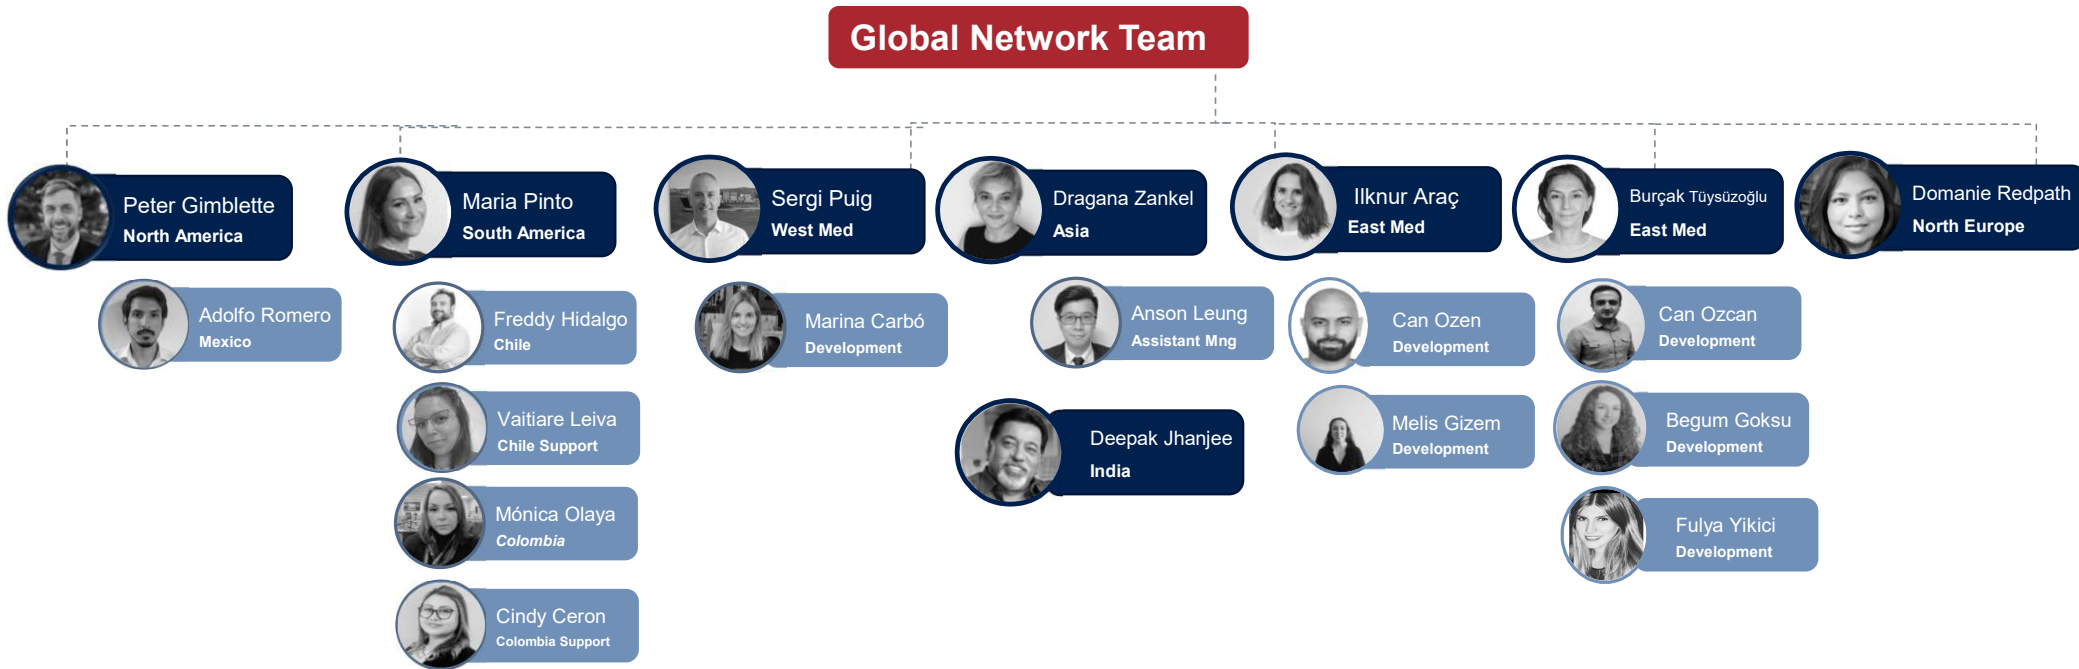 Global Network Team
Peter Gimblette
North America
Maria Pinto
South America
Sergi Puig
West Med
Dragana Zankel
Asia
Ilknur Araç
East Med
Burçak Tüysüzoğlu
East Med
Domanie Redpath
North Europe
Adolfo Romero
Mexico
Freddy Hidalgo
Chile
Marina Carbó
Development
Anson Leung
Assistant Mng
Can Ozen
Development
Can Ozcan
Development
Vaitiare Leiva
Chile Support
Deepak Jhanjee
India
Melis Gizem
Development
Begum Goksu
Development
Mónica Olaya
Colombia
Fulya Yikici
Development
Cindy Ceron
Colombia Support